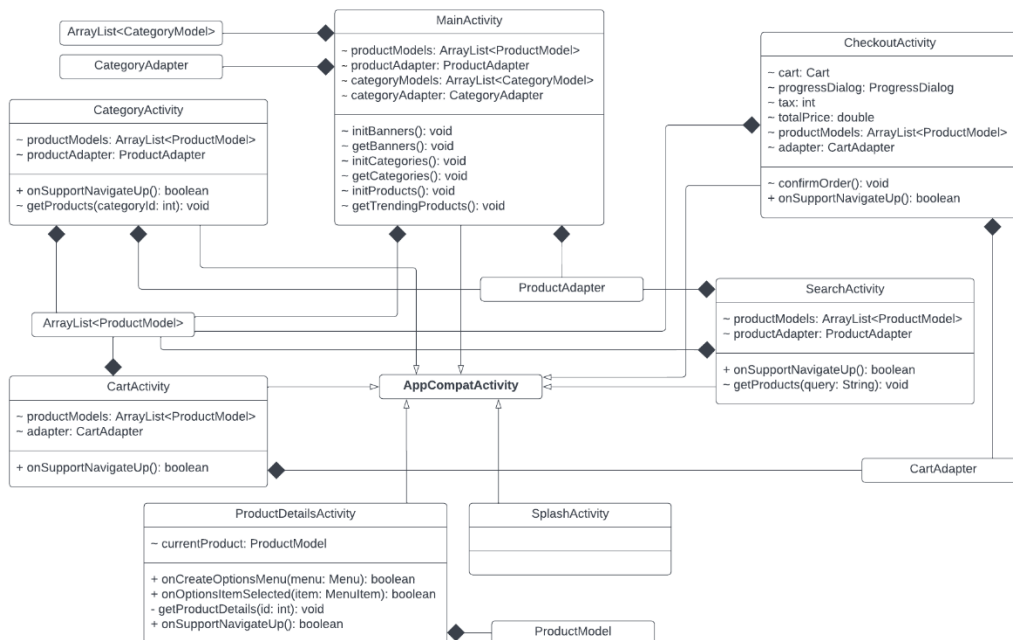 ArrayList<CategoryModel>
CategoryAdapter
MainActivity
~ productModels: ArrayList<ProductModel>
~ productAdapter: ProductAdapter
~ categoryModels: ArrayList<CategoryModel>
~ categoryAdapter: CategoryAdapter
~ initBanners(): void
~ getBanners(): void
~ initCategories(): void
~ getCategories(): void
~ initProducts(): void
~ getTrendingProducts(): void
CheckoutActivity
~ cart: Cart
~ progressDialog: ProgressDialog
~ tax: int
~ totalPrice: double
~ productModels: ArrayList<ProductModel>
~ adapter: CartAdapter
~ confirmOrder(): void
+ onSupportNavigateUp(): boolean
CategoryActivity
~ productModels: ArrayList<ProductModel>
~ productAdapter: ProductAdapter
+ onSupportNavigateUp(): boolean
~ getProducts(categoryId: int): void
ProductAdapter
SearchActivity
~ productModels: ArrayList<ProductModel>
~ productAdapter: ProductAdapter
+ onSupportNavigateUp(): boolean
~ getProducts(query: String): void
ArrayList<ProductModel>
AppCompatActivity
CartActivity
~ productModels: ArrayList<ProductModel>
~ adapter: CartAdapter
+ onSupportNavigateUp(): boolean
CartAdapter
ProductDetailsActivity
~ currentProduct: ProductModel
+ onCreateOptionsMenu(menu: Menu): boolean
+ onOptionsItemSelected(item: MenuItem): boolean
- getProductDetails(id: int): void
+ onSupportNavigateUp(): boolean
SplashActivity
ProductModel